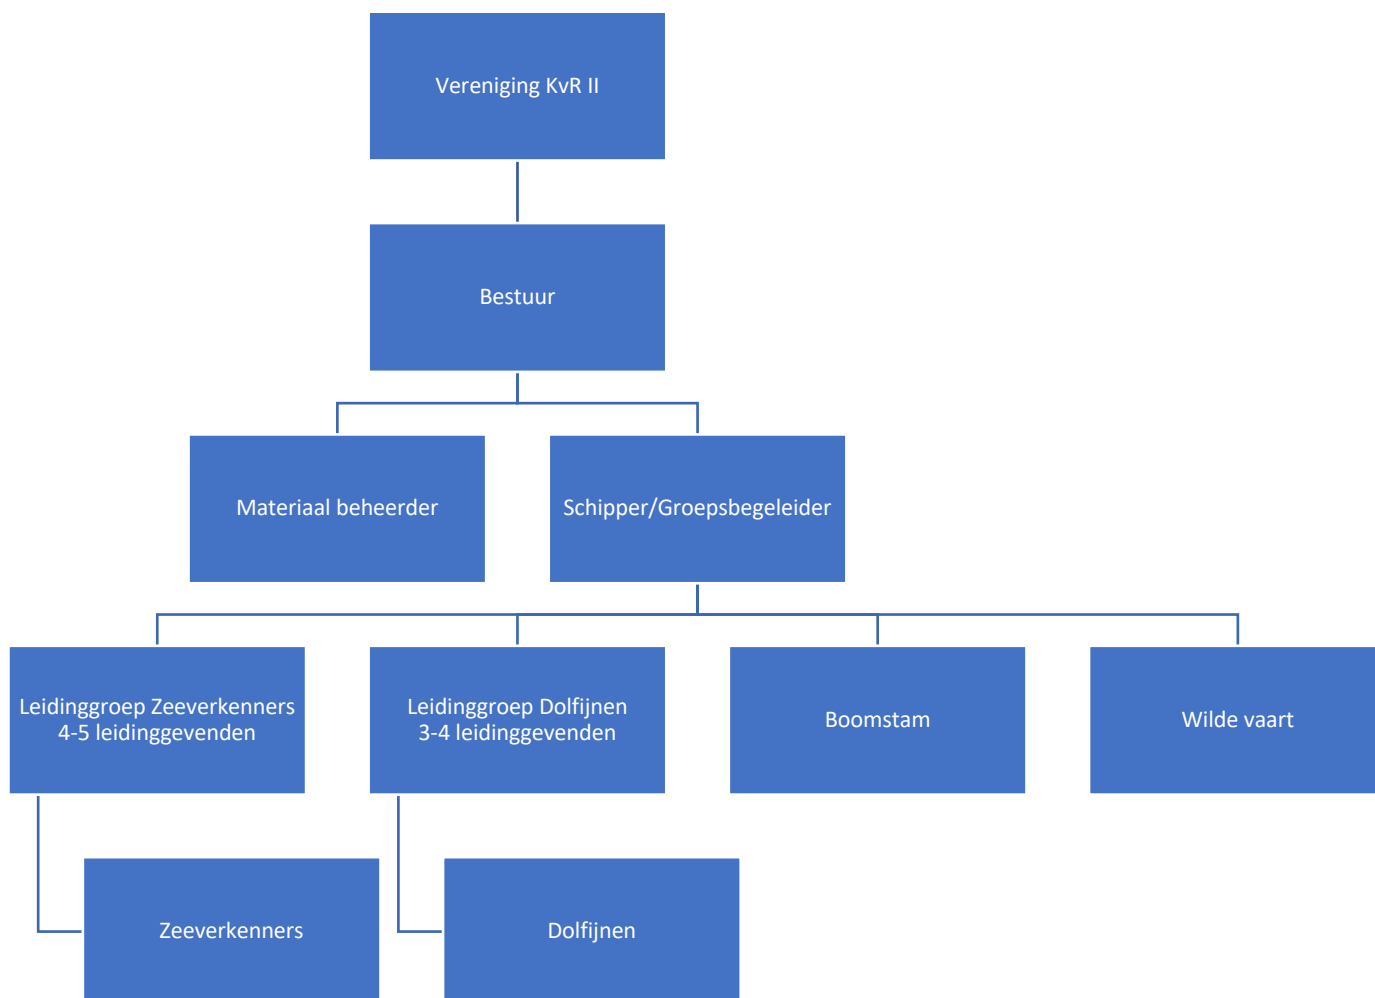 Vereniging KvR II
Bestuur
Materiaal beheerder
Schipper/Groepsbegeleider
Leidinggroep Zeeverkenners
4-5 leidinggevenden
Leidinggroep Dolfijnen
3-4 leidinggevenden
Boomstam
Wilde vaart
Zeeverkenners
Dolfijnen